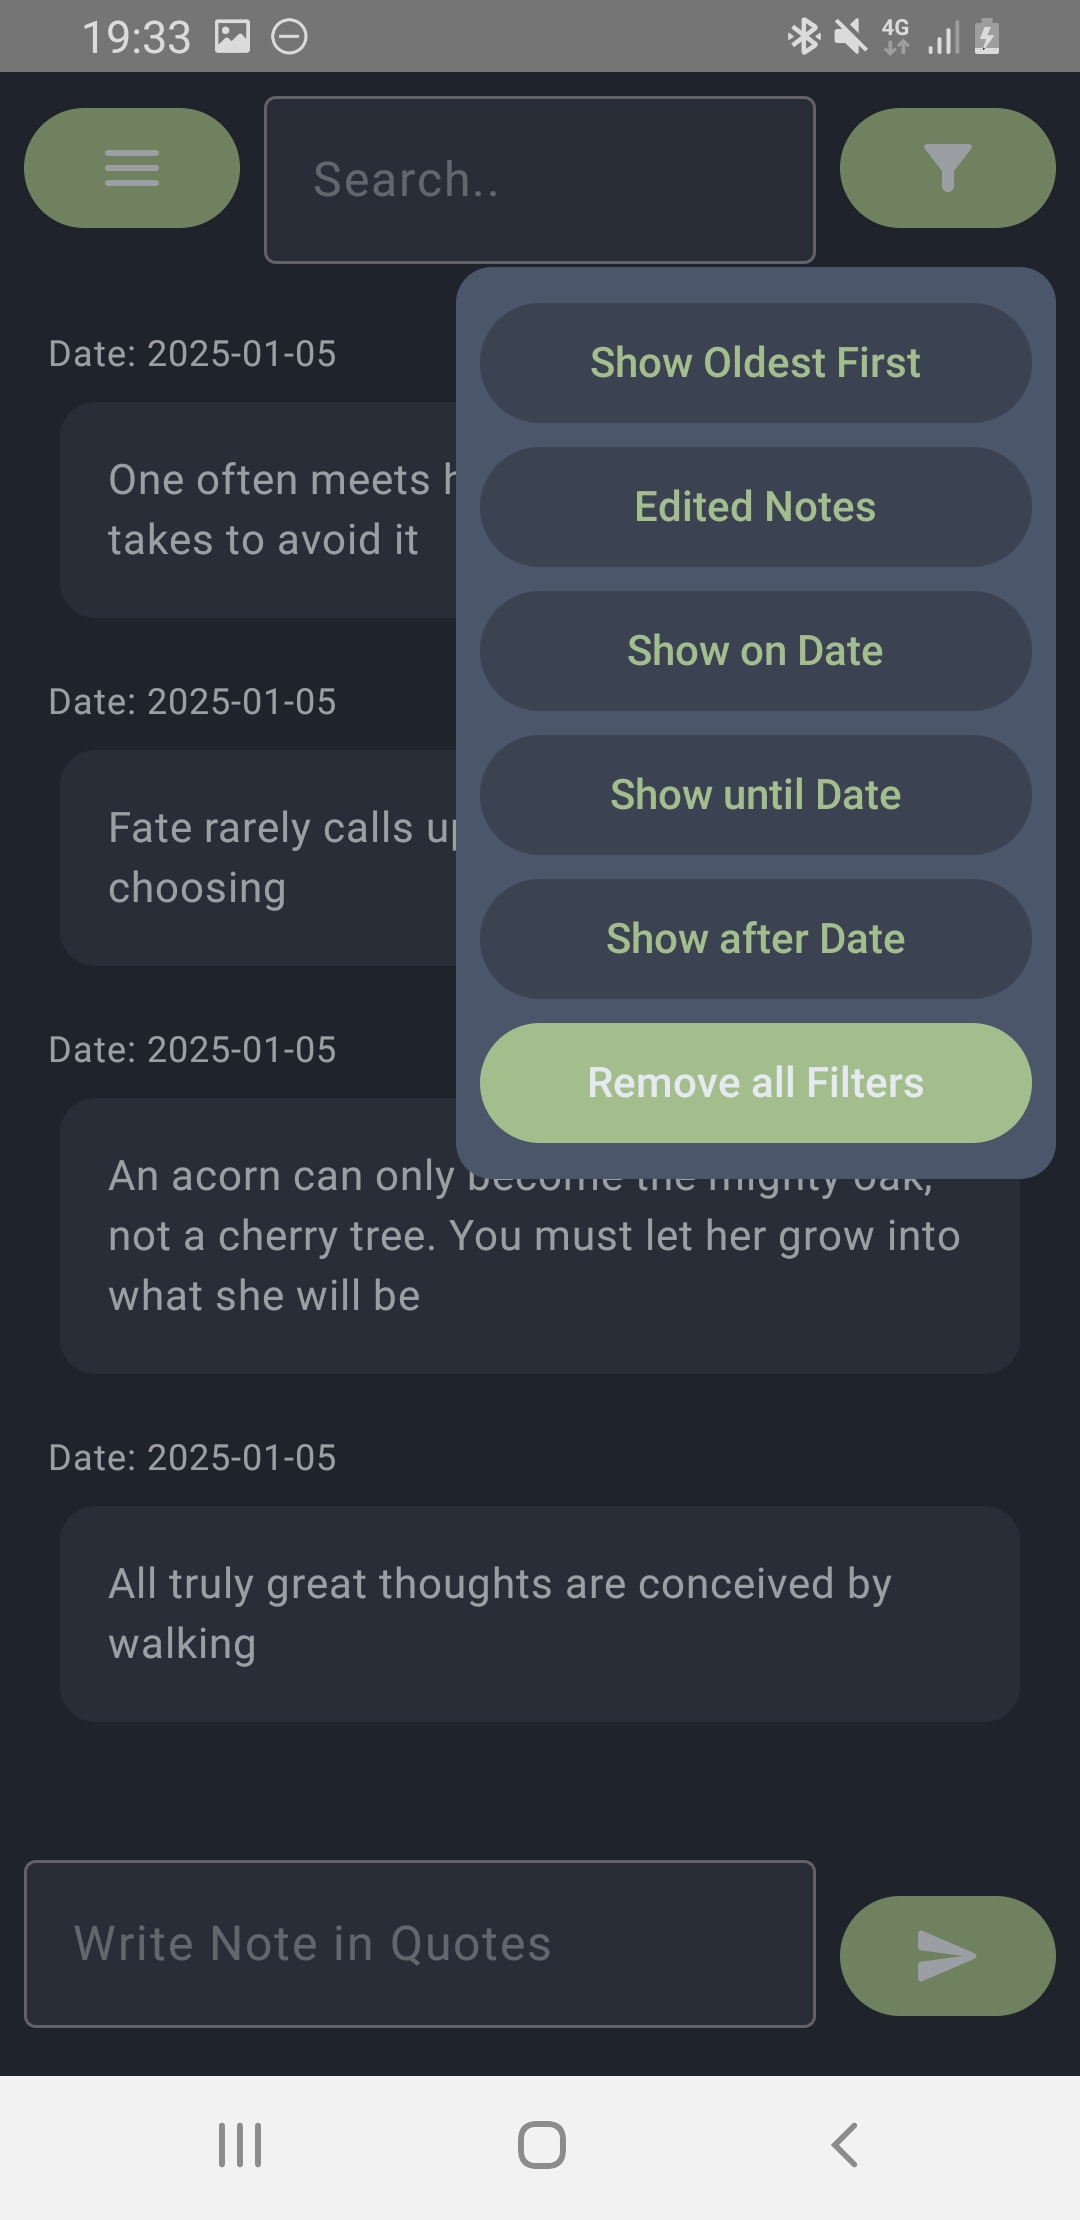 19:33
4G
Search..
Date: 2025-01-05
One often meets
takes to avoid it
Show Oldest First
Edited Notes
Show on Date
Show until Date
Show after Date
Remove all Filters
Date: 2025-01-05
Fate rarely calls
choosing
Date: 2025-01-05
An acorn can only become the mighty oak,
not a cherry tree. You must let her grow into
what she will be
Date: 2025-01-05
All truly great thoughts are conceived by
walking
Write Note in Quotes